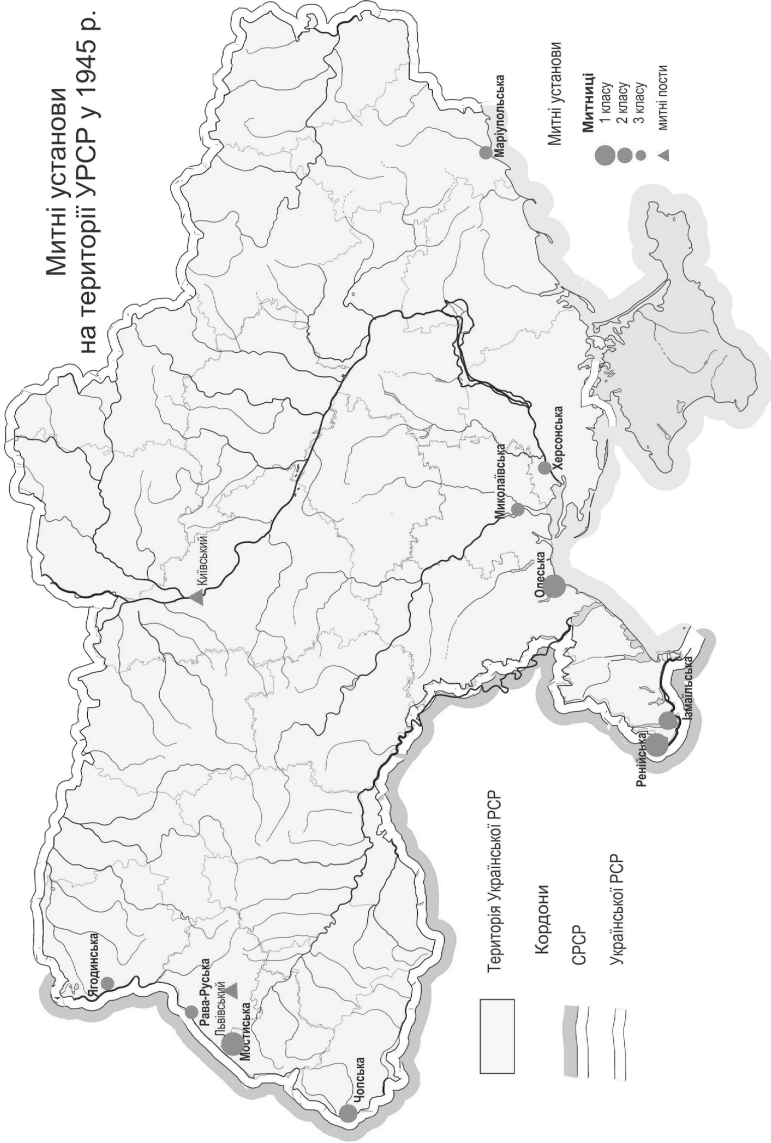 Митні установи
на території УРСР у 1945 р.
Київський
Ягодинська
Рава-Руська
Львівський
Мостиська
Чопська
Маріупольська
Херсонська
Миколаївська
Одеська
Ізмаїльська
Ренійська
Митні установи
Митниці
1 класу
2 класу
3 класу
митні пости
Територія Української РСР
Кордони
СРСР
Української РСР